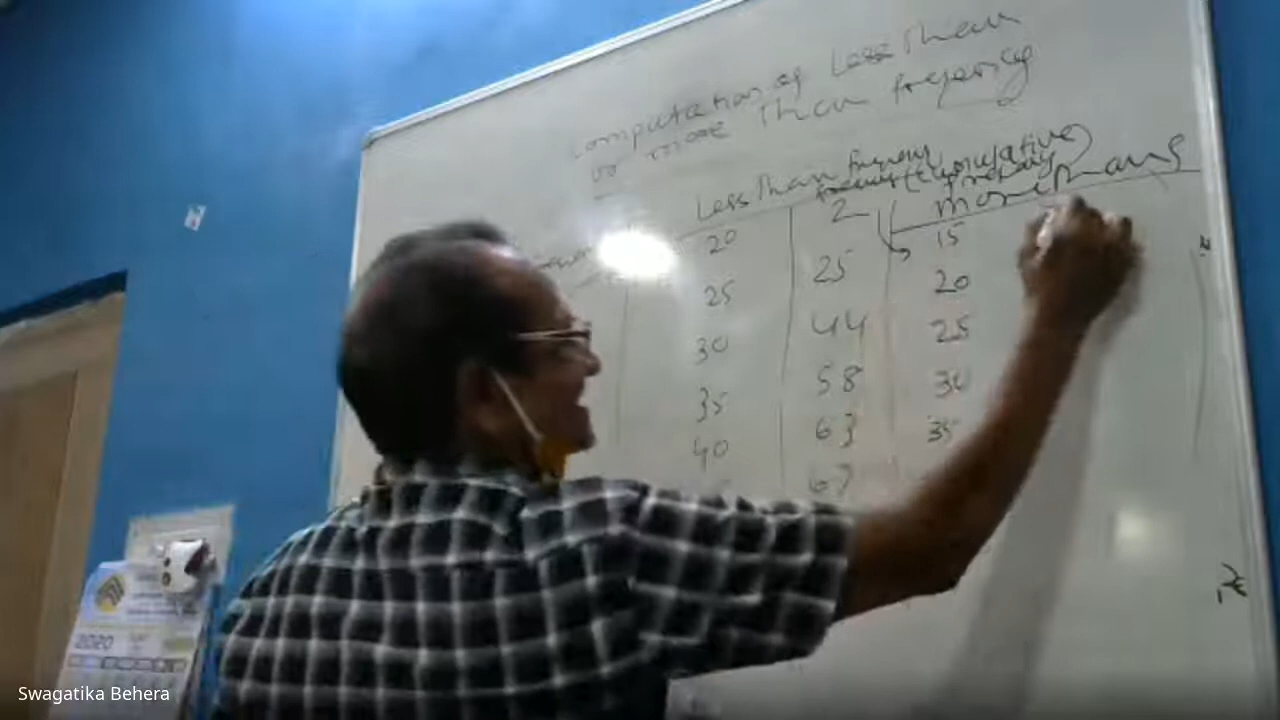 computation of Less Than
or more Than frequency
Less Than frequency (cumulative)
frequency
more than
20 2 15
25 25 20
30 44 25
35 58 30
40 63 35
67
2020
Swagatika Behera